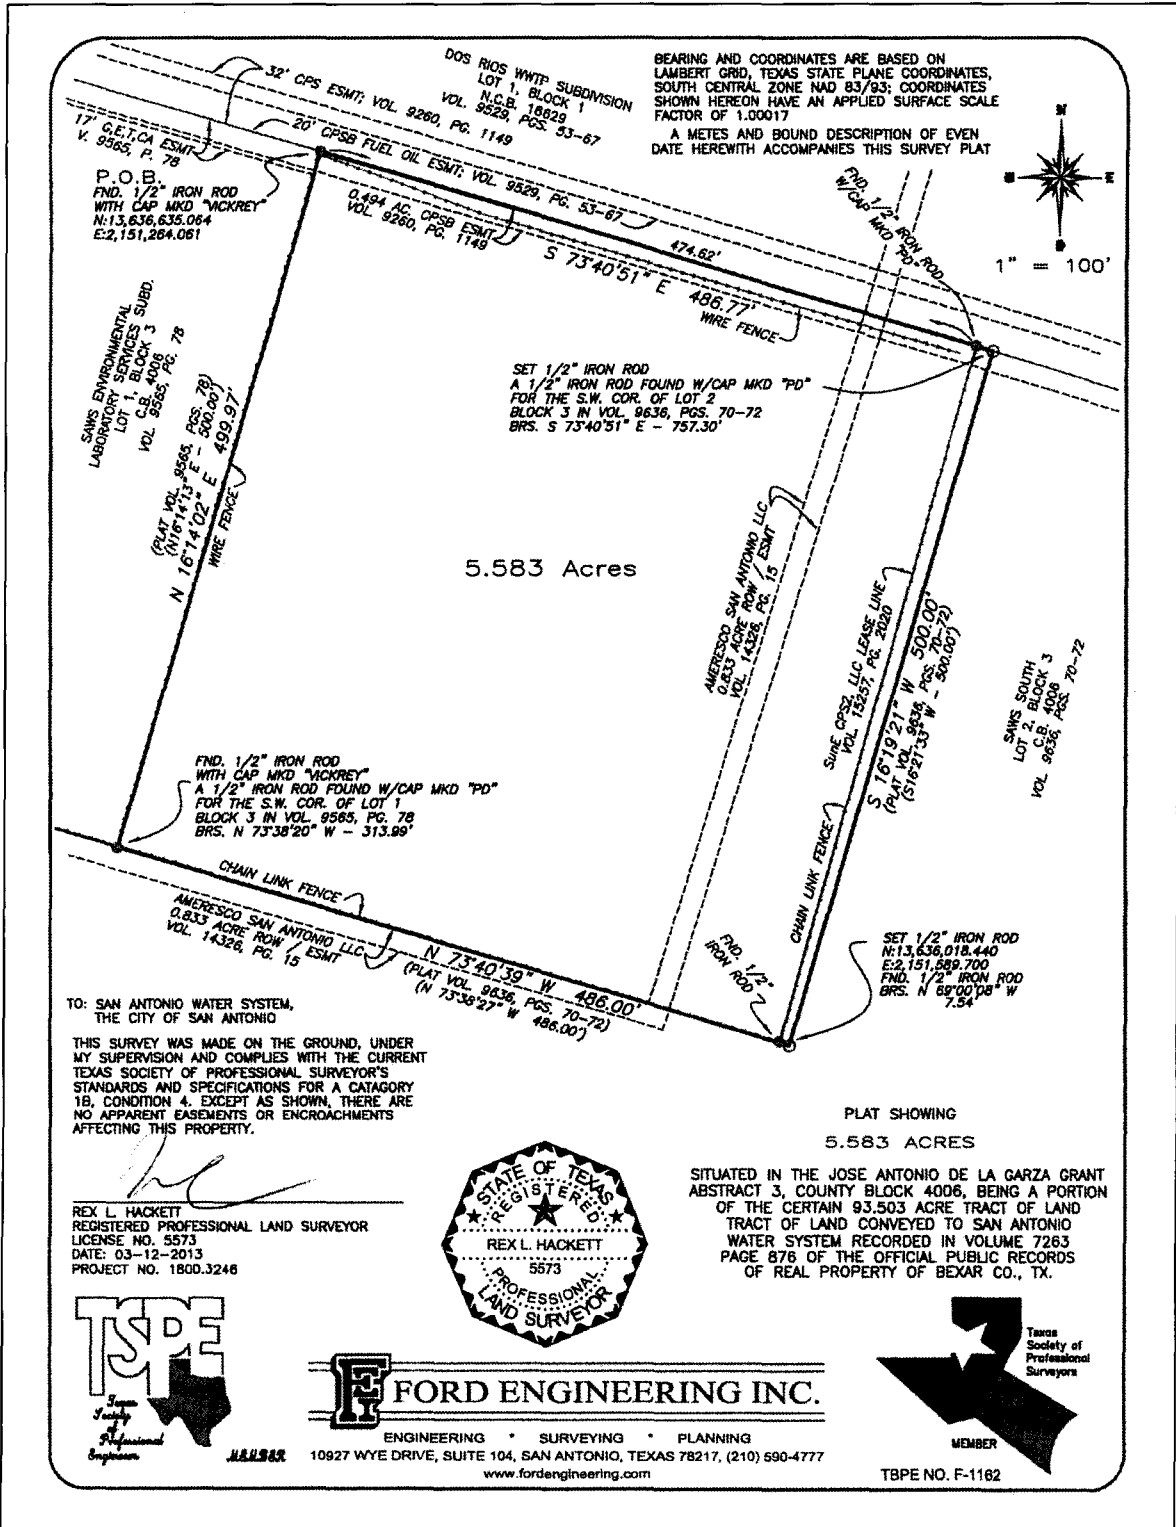 DOS RIOS WWTP SUBDIVISION
LOT 1, BLOCK 1
N.C.B. 16629
VOL. 9529, PGS. 53-67
BEARING AND COORDINATES ARE BASED ON
LAMBERT GRID, TEXAS STATE PLANE COORDINATES,
SOUTH CENTRAL ZONE NAD 83/93; COORDINATES
SHOWN HEREON HAVE AN APPLIED SURFACE SCALE
FACTOR OF 1.00017
A METES AND BOUND DESCRIPTION OF EVEN
DATE HEREWITH ACCOMPANIES THIS SURVEY PLAT
N
E
1" = 100'
32' CPS ESMT; VOL. 9260, PG. 1149
20' CPSB FUEL OIL ESMT; VOL. 9529, PG. 53-67
17' G.E.T.CA ESMT
V. 9565, P. 78
P.O.B.
FND. 1/2" IRON ROD
WITH CAP MKD "VICKREY"
N:13,636,635.064
E:2,151,264.061
0.494 AC. CPSB ESMT
VOL. 9260, PG. 1149
474.62'
S 73°40'51" E 486.77'
WIRE FENCE
FND. 1/2" IRON ROD
W/CAP MKD "PD"
SAWS ENVIRONMENTAL
LABORATORY SERVICES SUBD.
LOT 1, BLOCK 3
C.B. 4006
VOL. 9565, PG. 78
(PLAT VOL. 9565, PGS. 78)
(N16°14'13" E - 500.00')
N 16°14'02" E 499.97'
WIRE FENCE
SET 1/2" IRON ROD
A 1/2" IRON ROD FOUND W/CAP MKD "PD"
FOR THE S.W. COR. OF LOT 2
BLOCK 3 IN VOL. 9636, PGS. 70-72
BRS. S 73°40'51" E - 757.30'
5.583 Acres
AMERESCO SAN ANTONIO LLC
0.833 ACRE ROW / ESMT
VOL. 14326, PG. 15
SunE CPS2, LLC LEASE LINE
VOL. 15257, PG. 2020
S 16°19'21" W 500.00'
(PLAT VOL. 9636, PGS. 70-72)
(S16°21'33" W - 500.00')
SAWS SOUTH
LOT 2, BLOCK 3
C.B. 4006
VOL. 9636, PGS. 70-72
CHAIN LINK FENCE
FND. 1/2" IRON ROD
WITH CAP MKD "VICKREY"
A 1/2" IRON ROD FOUND W/CAP MKD "PD"
FOR THE S.W. COR. OF LOT 1
BLOCK 3 IN VOL. 9565, PG. 78
BRS. N 73°38'20" W - 313.99'
CHAIN LINK FENCE
AMERESCO SAN ANTONIO LLC
0.833 ACRE ROW / ESMT
VOL. 14326, PG. 15
N 73°40'39" W 486.00'
(PLAT VOL. 9636, PGS. 70-72)
(N 73°38'27" W 486.00')
FND. 1/2"
IRON ROD
SET 1/2" IRON ROD
N:13,636,018.440
E:2,151,589.700
FND. 1/2" IRON ROD
BRS. N 69°00'08" W
7.54'
TO: SAN ANTONIO WATER SYSTEM,
THE CITY OF SAN ANTONIO
THIS SURVEY WAS MADE ON THE GROUND, UNDER
MY SUPERVISION AND COMPLIES WITH THE CURRENT
TEXAS SOCIETY OF PROFESSIONAL SURVEYOR'S
STANDARDS AND SPECIFICATIONS FOR A CATAGORY
1B, CONDITION 4. EXCEPT AS SHOWN, THERE ARE
NO APPARENT EASEMENTS OR ENCROACHMENTS
AFFECTING THIS PROPERTY.
REX L. HACKETT
REGISTERED PROFESSIONAL LAND SURVEYOR
LICENSE NO. 5573
DATE: 03-12-2013
PROJECT NO. 1800.3246
STATE OF TEXAS
REGISTERED
REX L. HACKETT
5573
PROFESSIONAL
LAND SURVEYOR
PLAT SHOWING
5.583 ACRES
SITUATED IN THE JOSE ANTONIO DE LA GARZA GRANT
ABSTRACT 3, COUNTY BLOCK 4006, BEING A PORTION
OF THE CERTAIN 93.503 ACRE TRACT OF LAND
TRACT OF LAND CONVEYED TO SAN ANTONIO
WATER SYSTEM RECORDED IN VOLUME 7263
PAGE 876 OF THE OFFICIAL PUBLIC RECORDS
OF REAL PROPERTY OF BEXAR CO., TX.
TSPE
Texas
Society
of
Professional
Engineers
MEMBER
FEI
FORD ENGINEERING INC.
ENGINEERING * SURVEYING * PLANNING
10927 WYE DRIVE, SUITE 104, SAN ANTONIO, TEXAS 78217, (210) 590-4777
www.fordengineering.com
Texas
Society of
Professional
Surveyors
MEMBER
TBPE NO. F-1162